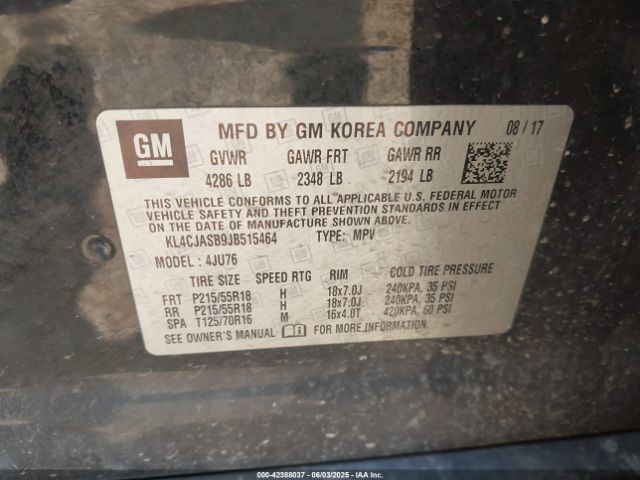 GM
MFD BY GM KOREA COMPANY 08 / 17
GVWR GAWR FRT GAWR RR
4286 LB 2348 LB 2194 LB
THIS VEHICLE CONFORMS TO ALL APPLICABLE U.S. FEDERAL MOTOR
VEHICLE SAFETY AND THEFT PREVENTION STANDARDS IN EFFECT
ON THE DATE OF MANUFACTURE SHOWN ABOVE.
KL4CJASB9JB515464 TYPE: MPV
MODEL: 4JU76
TIRE SIZE SPEED RTG RIM COLD TIRE PRESSURE
FRT P215/55R18 H 18x7.0J 240KPA, 35 PSI
RR P215/55R18 H 18x7.0J 240KPA, 35 PSI
SPA T125/70R16 M 16x4.0T 420KPA, 60 PSI
SEE OWNER'S MANUAL FOR MORE INFORMATION
000-42388037 - 06/03/2025 - IAA Inc.